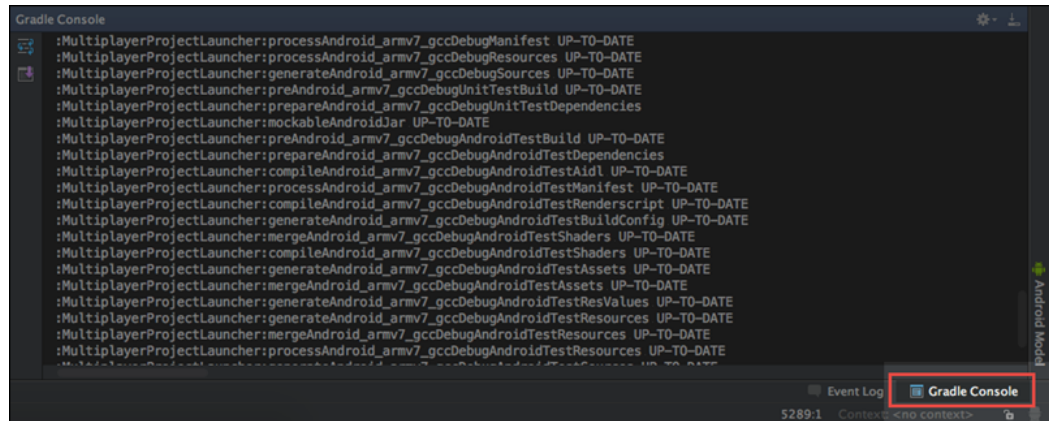 Gradle Console
:MultiplayerProjectLauncher:processAndroid_armv7_gccDebugManifest UP-TO-DATE
:MultiplayerProjectLauncher:processAndroid_armv7_gccDebugResources UP-TO-DATE
:MultiplayerProjectLauncher:generateAndroid_armv7_gccDebugSources UP-TO-DATE
:MultiplayerProjectLauncher:preAndroid_armv7_gccDebugUnitTestBuild UP-TO-DATE
:MultiplayerProjectLauncher:prepareAndroid_armv7_gccDebugUnitTestDependencies
:MultiplayerProjectLauncher:mockableAndroidJar UP-TO-DATE
:MultiplayerProjectLauncher:preAndroid_armv7_gccDebugAndroidTestBuild UP-TO-DATE
:MultiplayerProjectLauncher:prepareAndroid_armv7_gccDebugAndroidTestDependencies
:MultiplayerProjectLauncher:compileAndroid_armv7_gccDebugAndroidTestAidl UP-TO-DATE
:MultiplayerProjectLauncher:processAndroid_armv7_gccDebugAndroidTestManifest UP-TO-DATE
:MultiplayerProjectLauncher:compileAndroid_armv7_gccDebugAndroidTestRenderscript UP-TO-DATE
:MultiplayerProjectLauncher:generateAndroid_armv7_gccDebugAndroidTestBuildConfig UP-TO-DATE
:MultiplayerProjectLauncher:mergeAndroid_armv7_gccDebugAndroidTestShaders UP-TO-DATE
:MultiplayerProjectLauncher:compileAndroid_armv7_gccDebugAndroidTestShaders UP-TO-DATE
:MultiplayerProjectLauncher:generateAndroid_armv7_gccDebugAndroidTestAssets UP-TO-DATE
:MultiplayerProjectLauncher:mergeAndroid_armv7_gccDebugAndroidTestAssets UP-TO-DATE
:MultiplayerProjectLauncher:generateAndroid_armv7_gccDebugAndroidTestResValues UP-TO-DATE
:MultiplayerProjectLauncher:generateAndroid_armv7_gccDebugAndroidTestResources UP-TO-DATE
:MultiplayerProjectLauncher:mergeAndroid_armv7_gccDebugAndroidTestResources UP-TO-DATE
:MultiplayerProjectLauncher:processAndroid_armv7_gccDebugAndroidTestResources UP-TO-DATE
Android Model
Event Log
Gradle Console
5289:1 Context: <no context>